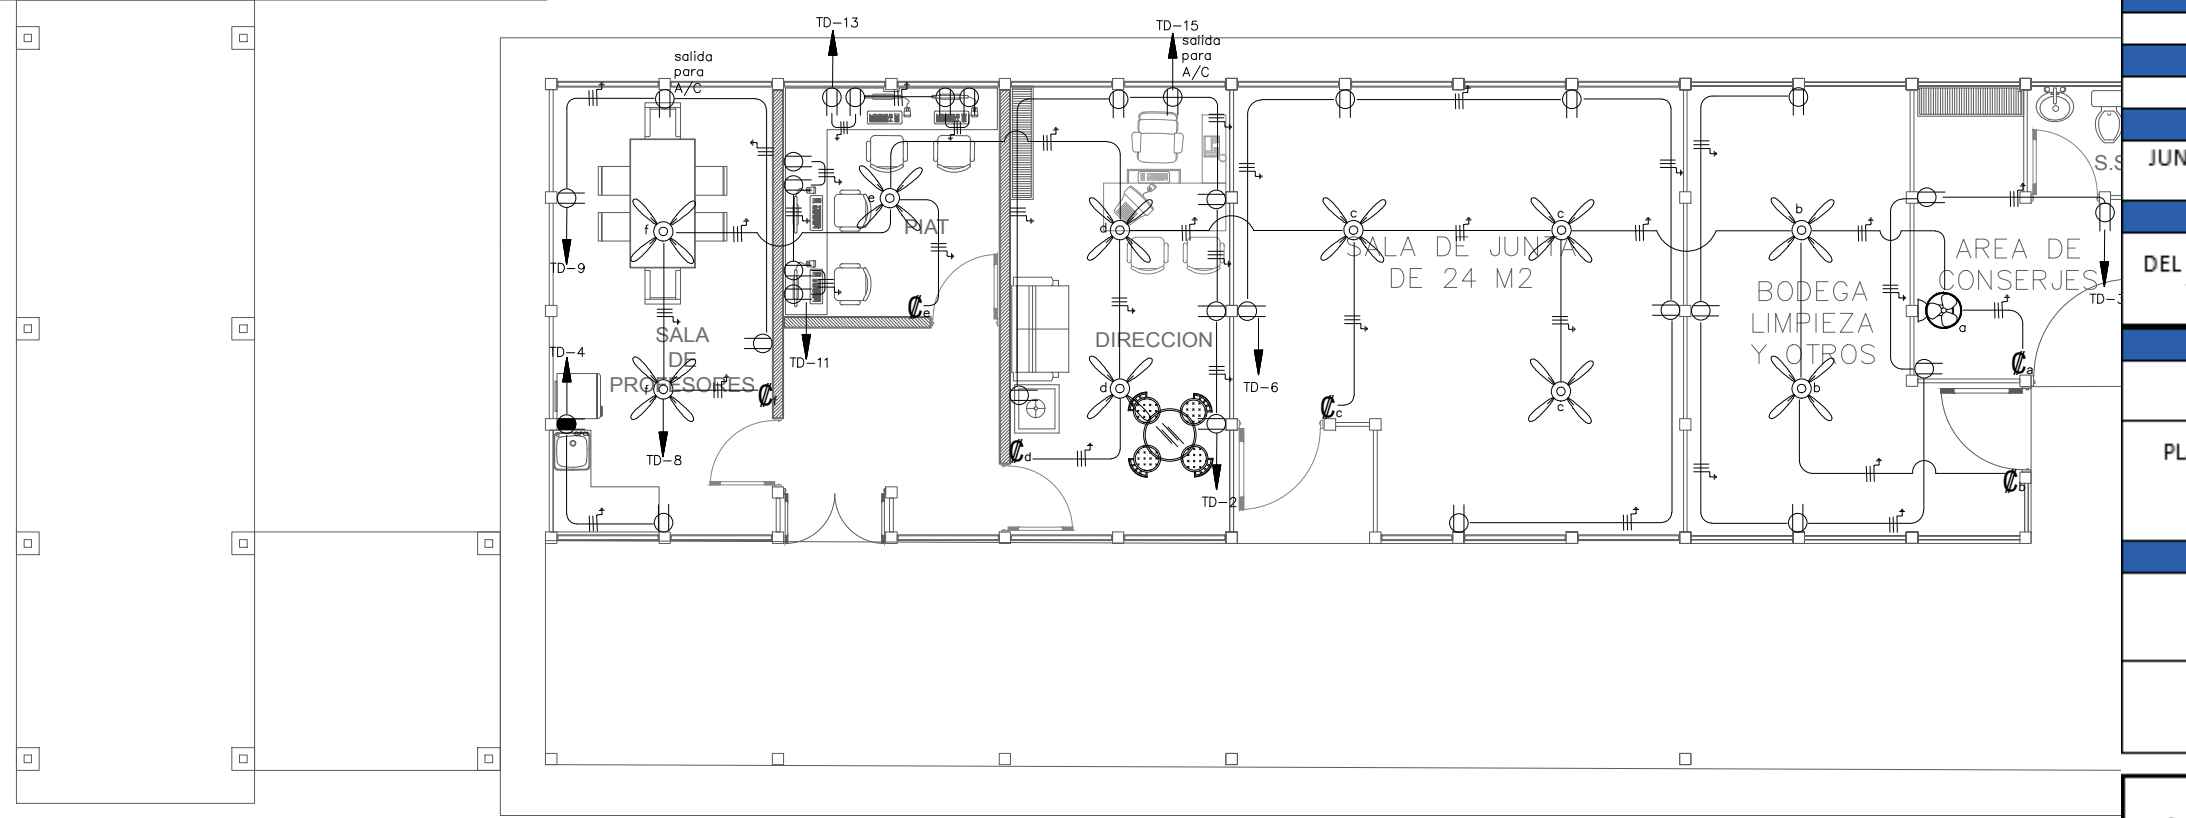 TD-13
TD-15
salida
para
A/C
salida
para
A/C
JUN
S.S
e
PIAT
f
d
c
c
b
SALA DE JUNTA
DE 24 M2
AREA DE
CONSERJES
DEL
TD-9
BODEGA
LIMPIEZA
Y OTROS
TD-3
₡e
a
SALA
DE
PROFESORES
DIRECCION
TD-4
TD-11
TD-6
₡a
f
₡
d
₡c
c
b
GFCI
PL
TD-8
₡d
TD-2
₡b